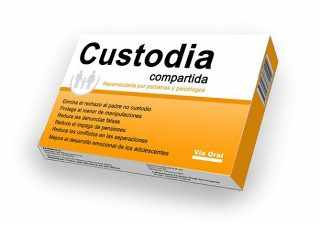 Custodia
compartida
Recomendada por pediatras y psicólogos
Elimina el rechazo al padre no custodio
Protege al menor de manipulaciones
Reduce las denuncias falsas
Reduce el impago de pensiones
Reduce los conflictos en las separaciones
Mejora el desarrollo emocional de los Adolescentes
Vía Oral